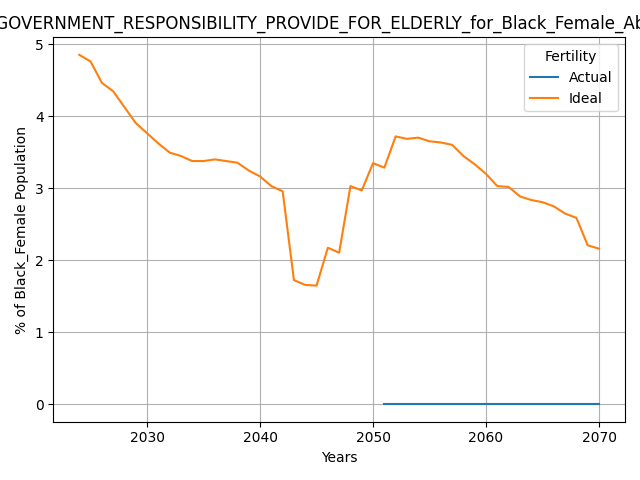 GOVERNMENT_RESPONSIBILITY_PROVIDE_FOR_ELDERLY_for_Black_Female_Ab
Fertility
Actual
Ideal
% of Black_Female Population
5
4
3
2
1
0
2030 2040 2050 2060 2070
Years